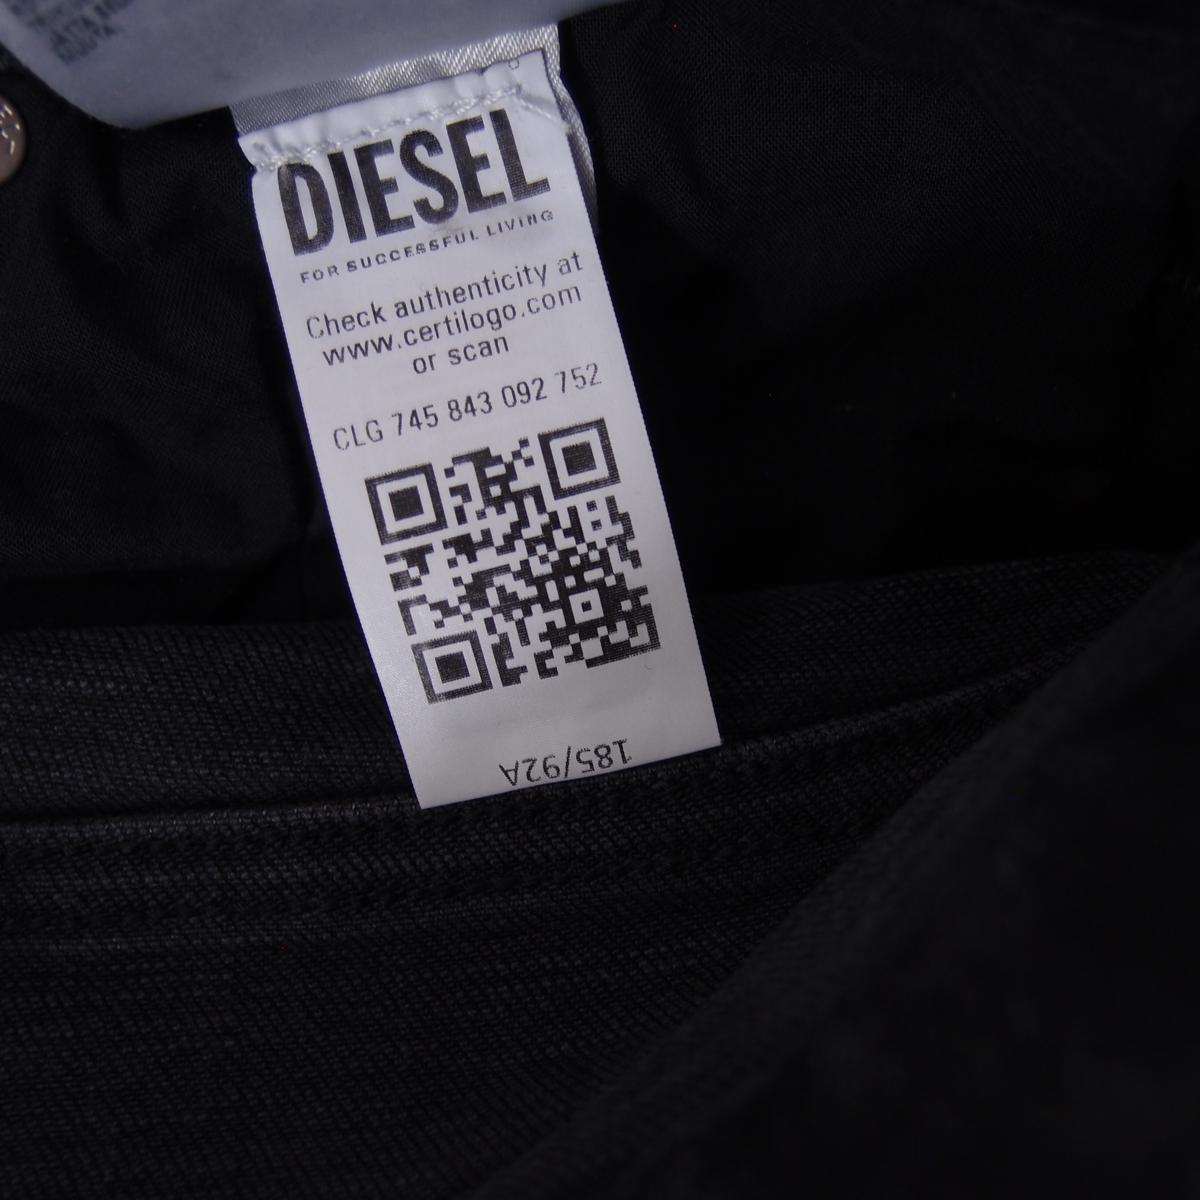 DIESEL
FOR SUCCESSFUL LIVING
Check authenticity at
www.certilogo.com
or scan
CLG 745 843 092 752
185/92A